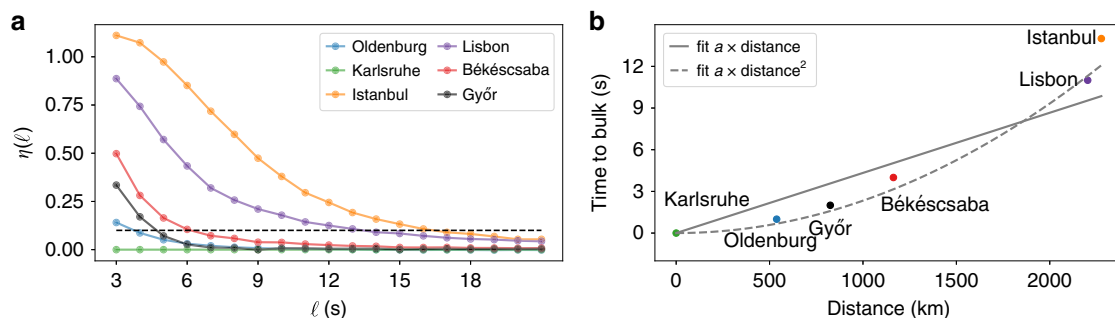 a
1.00
0.75
0.50
0.25
0.00
η(ℓ)
Oldenburg
Karlsruhe
Istanbul
Lisbon
Békéscsaba
Győr
3
6
9
12
15
18
ℓ (s)
b
12
9
6
3
0
Time to bulk (s)
fit a × distance
fit a × distance²
Istanbul
Lisbon
Karlsruhe
Békéscsaba
Győr
Oldenburg
0
500
1000
1500
2000
Distance (km)